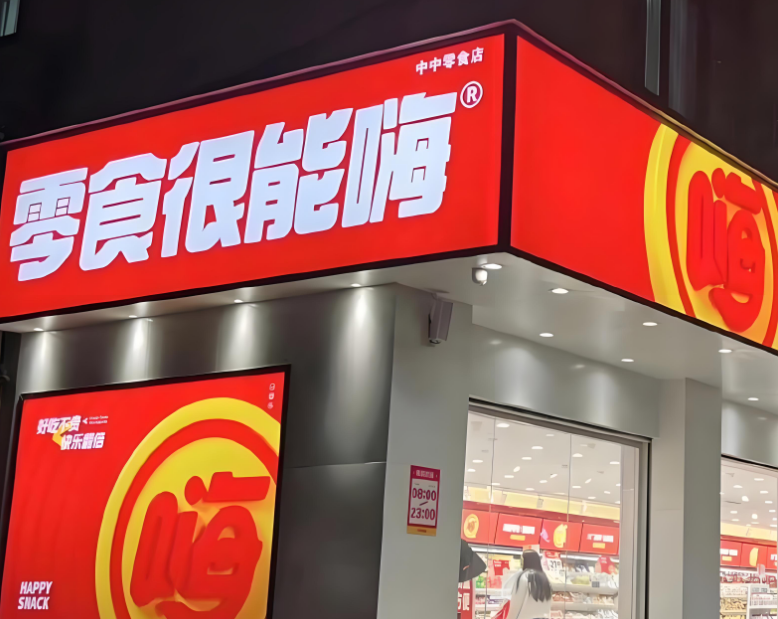 中中零食店
零食很能嗨®
嗨
好吃不贵
快乐翻倍
嗨
HAPPY
SNACK
08:00
23:00